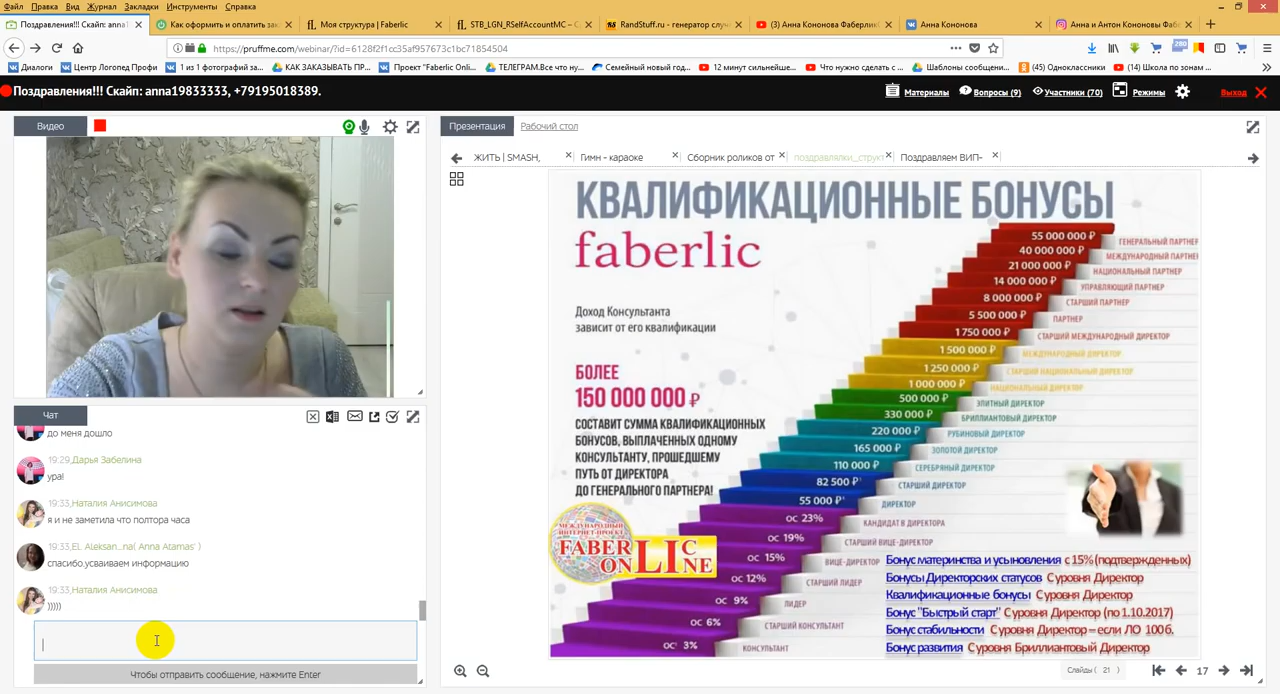 Файл Правка Вид Журнал Закладки Инструменты Справка
Поздравления!!! Скайп: anna1 Как оформить и оплатить зак Моя структура | Faberlic STB_LGN_RSelfAccountMC – С RandStuff.ru - генератор случ (3) Анна Кононова Фаберлик Анна Кононова Анна и Антон Кононовы Фабе
https://pruffme.com/webinar/?id=6128f2f1cc35af957673c1bc71854504
280
Диалоги Центр Логопед Профи 1 из 1 фотографий за... КАК ЗАКАЗЫВАТЬ ПР... Проект "Faberlic Onli... ТЕЛЕГРАМ.Все что ну... Семейный новый год... 12 минут сильнейше... Что нужно сделать с ... Шаблоны сообщени... (45) Одноклассники (14) Школа по зонам ...
Поздравления!!! Скайп: anna19833333, +79195018389.
Материалы Вопросы (9) Участники (70) Режимы Выход
Видео
Презентация Рабочий стол
ЖИТЬ | SMASH, Гимн - караоке Сборник роликов от поздравлялки_структ Поздравляем ВИП-
КВАЛИФИКАЦИОННЫЕ БОНУСЫ
faberlic
Доход Консультанта
зависит от его квалификации
БОЛЕЕ
150 000 000 ₽
СОСТАВИТ СУММА КВАЛИФИКАЦИОННЫХ
БОНУСОВ, ВЫПЛАЧЕННЫХ ОДНОМУ
КОНСУЛЬТАНТУ, ПРОШЕДШЕМУ
ПУТЬ ОТ ДИРЕКТОРА
ДО ГЕНЕРАЛЬНОГО ПАРТНЕРА!
55 000 000 ₽ ГЕНЕРАЛЬНЫЙ ПАРТНЕР
40 000 000 ₽ МЕЖДУНАРОДНЫЙ ПАРТНЕР
21 000 000 ₽ НАЦИОНАЛЬНЫЙ ПАРТНЕР
14 000 000 ₽ УПРАВЛЯЮЩИЙ ПАРТНЕР
8 000 000 ₽ СТАРШИЙ ПАРТНЕР
5 500 000 ₽ ПАРТНЕР
1 750 000 ₽ СТАРШИЙ МЕЖДУНАРОДНЫЙ ДИРЕКТОР
1 500 000 ₽ МЕЖДУНАРОДНЫЙ ДИРЕКТОР
1 250 000 ₽ СТАРШИЙ НАЦИОНАЛЬНЫЙ ДИРЕКТОР
1 000 000 ₽ НАЦИОНАЛЬНЫЙ ДИРЕКТОР
500 000 ₽ ЭЛИТНЫЙ ДИРЕКТОР
330 000 ₽ БРИЛЛИАНТОВЫЙ ДИРЕКТОР
220 000 ₽ РУБИНОВЫЙ ДИРЕКТОР
165 000 ₽ ЗОЛОТОЙ ДИРЕКТОР
110 000 ₽ СЕРЕБРЯНЫЙ ДИРЕКТОР
82 500 ₽¹ СТАРШИЙ ДИРЕКТОР
55 000 ₽¹ ДИРЕКТОР
ОС 23% КАНДИДАТ В ДИРЕКТОРА
ОС 19% СТАРШИЙ ВИЦЕ-ДИРЕКТОР
ОС 15% ВИЦЕ-ДИРЕКТОР
ОС 12% СТАРШИЙ ЛИДЕР
ОС 9% ЛИДЕР
ОС 6% СТАРШИЙ КОНСУЛЬТАНТ
ОС² 3% КОНСУЛЬТАНТ
МЕЖДУНАРОДНЫЙ
ИНТЕРНЕТ-ПРОЕКТ
FABER LIC
ON LINE
Бонус материнства и усыновления с 15% (подтвержденных)
Бонусы Директорских статусов С уровня Директор
Квалификационные бонусы С уровня Директор
Бонус "Быстрый старт" С уровня Директор (по 1.10.2017)
Бонус стабильности С уровня Директор – если ЛО 100б.
Бонус развития С уровня Бриллиантовый Директор
Чат
до меня дошло
19:29, Дарья Забелина
ура!
19:33, Наталия Анисимова
я и не заметила что полтора часа
19:33, EL Aleksan...na( Anna Atamas' )
спасибо.усваиваем информацию
19:33, Наталия Анисимова
)))))
Чтобы отправить сообщение, нажмите Enter
Слайды ( 21 ) 17